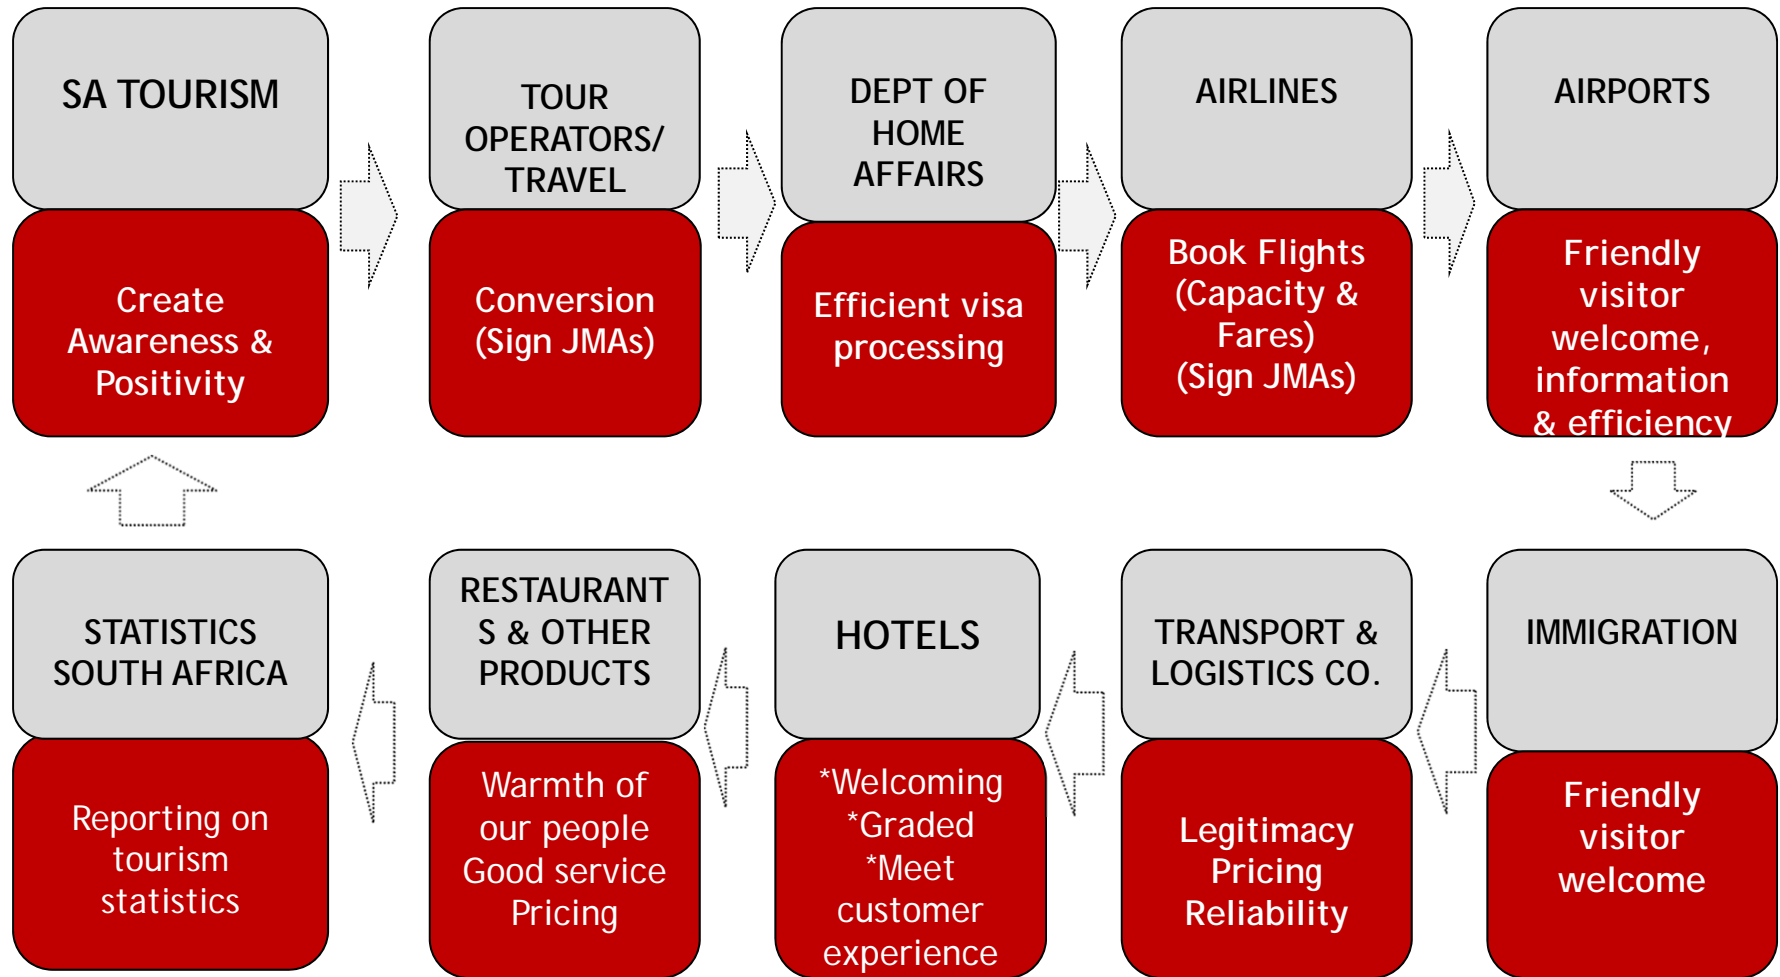 SA TOURISM
Create
Awareness &
Positivity
TOUR
OPERATORS/
TRAVEL
Conversion
(Sign JMAs)
DEPT OF
HOME
AFFAIRS
Efficient visa
processing
AIRLINES
Book Flights
(Capacity &
Fares)
(Sign JMAs)
AIRPORTS
Friendly
visitor
welcome,
information
& efficiency
IMMIGRATION
Friendly
visitor
welcome
TRANSPORT &
LOGISTICS CO.
Legitimacy
Pricing
Reliability
HOTELS
*Welcoming
*Graded
*Meet
customer
experience
RESTAURANT
S & OTHER
PRODUCTS
Warmth of
our people
Good service
Pricing
STATISTICS
SOUTH AFRICA
Reporting on
tourism
statistics